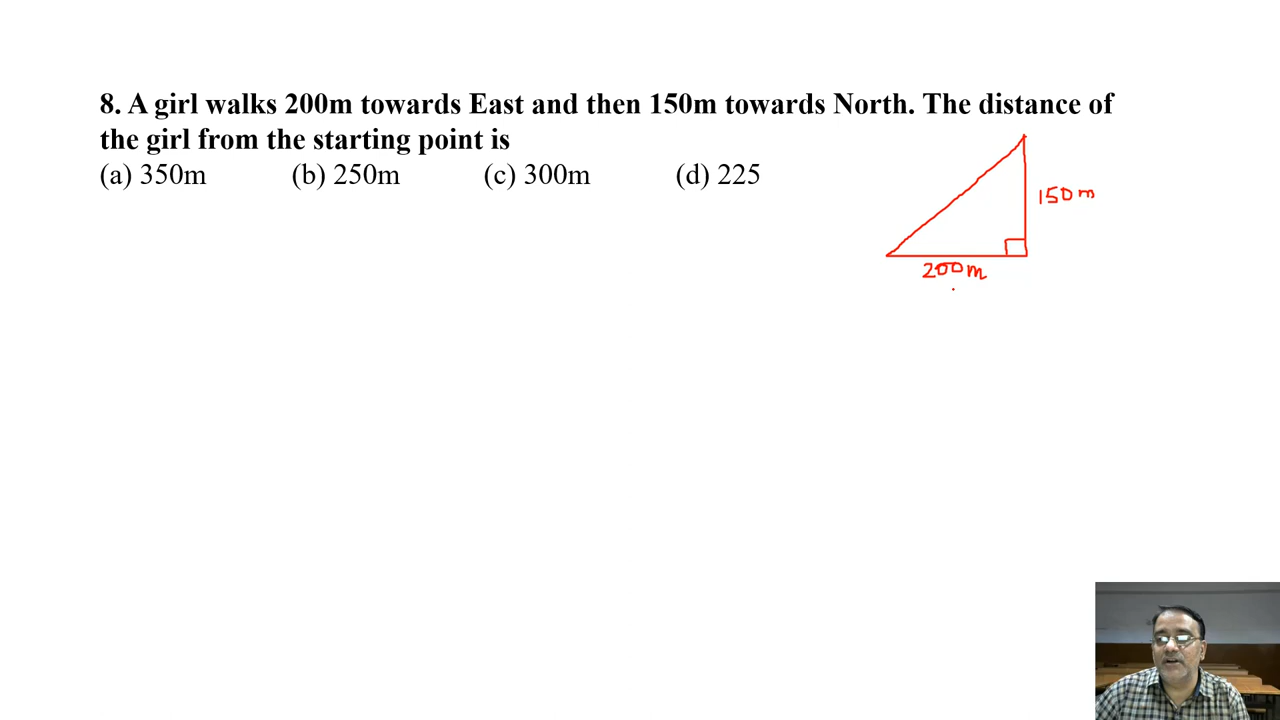 8. A girl walks 200m towards East and then 150m towards North. The distance of
the girl from the starting point is
(a) 350m (b) 250m (c) 300m (d) 225
150m
200m